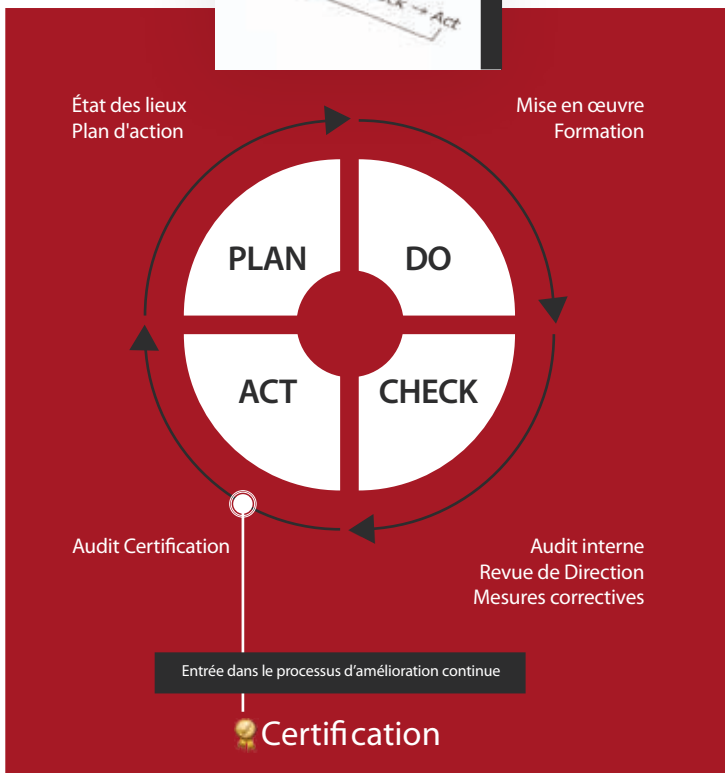 → Act
État des lieux
Plan d'action
Mise en œuvre
Formation
PLAN
DO
ACT
CHECK
Audit Certification
Audit interne
Revue de Direction
Mesures correctives
Entrée dans le processus d’amélioration continue
Certification